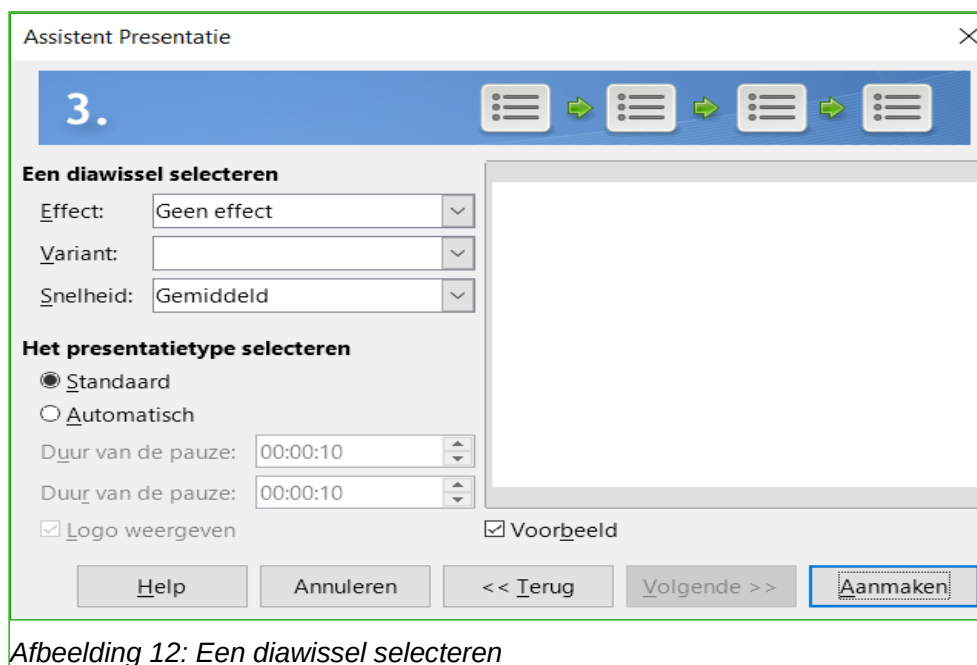 Assistent Presentatie
3.
Een diawissel selecteren
Effect: Geen effect
Variant:
Snelheid: Gemiddeld
Het presentatietype selecteren
Standaard
Automatisch
Duur van de pauze: 00:00:10
Duur van de pauze: 00:00:10
Logo weergeven
Voorbeeld
Help Annuleren << Terug Volgende >> Aanmaken
Afbeelding 12: Een diawissel selecteren